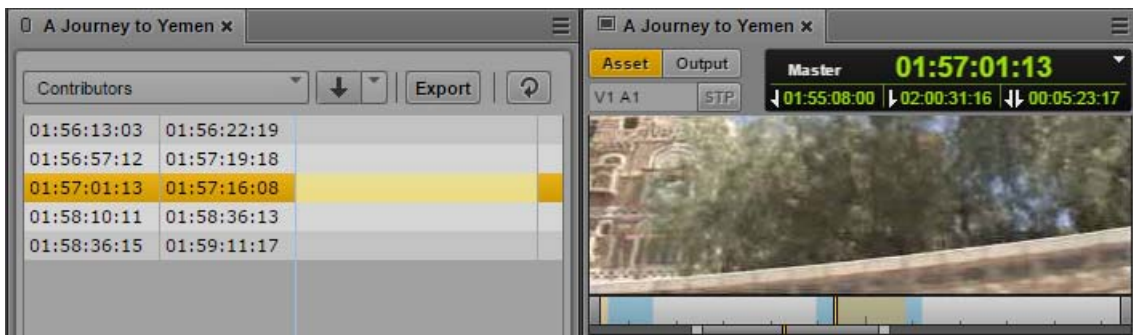 A Journey to Yemen ×
Contributors
Export
01:56:13:03 01:56:22:19
01:56:57:12 01:57:19:18
01:57:01:13 01:57:16:08
01:58:10:11 01:58:36:13
01:58:36:15 01:59:11:17
A Journey to Yemen ×
Asset Output
Master 01:57:01:13
V1 A1 STP
01:55:08:00 02:00:31:16 00:05:23:17